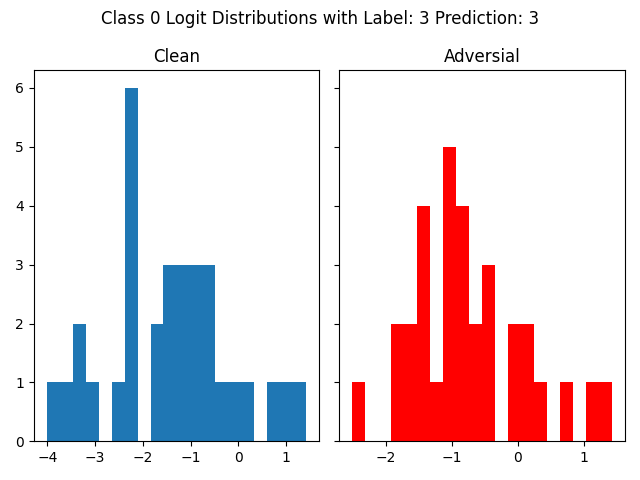 Class 0 Logit Distributions with Label: 3 Prediction: 3
Clean
Adversial
6
5
4
3
2
1
0
−4 −3 −2 −1 0 1
−2 −1 0 1